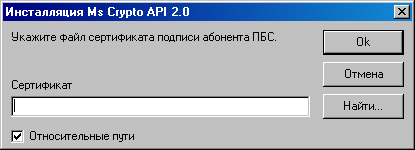 Инсталляция Ms Crypto API 2.0
Укажите файл сертификата подписи абонента ПБС.
Ok
Отмена
Сертификат
Найти...
Относительные пути